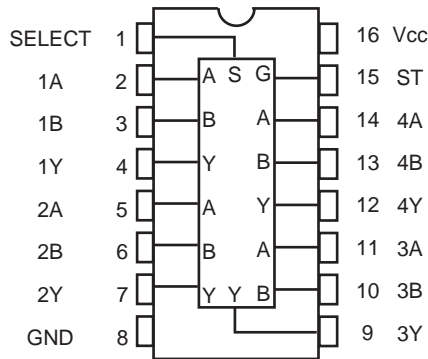 SELECT 1 16 Vcc
1A 2 A S G 15 ST
1B 3 B A 14 4A
1Y 4 Y B 13 4B
2A 5 A Y 12 4Y
2B 6 B A 11 3A
2Y 7 Y Y B 10 3B
GND 8 9 3Y